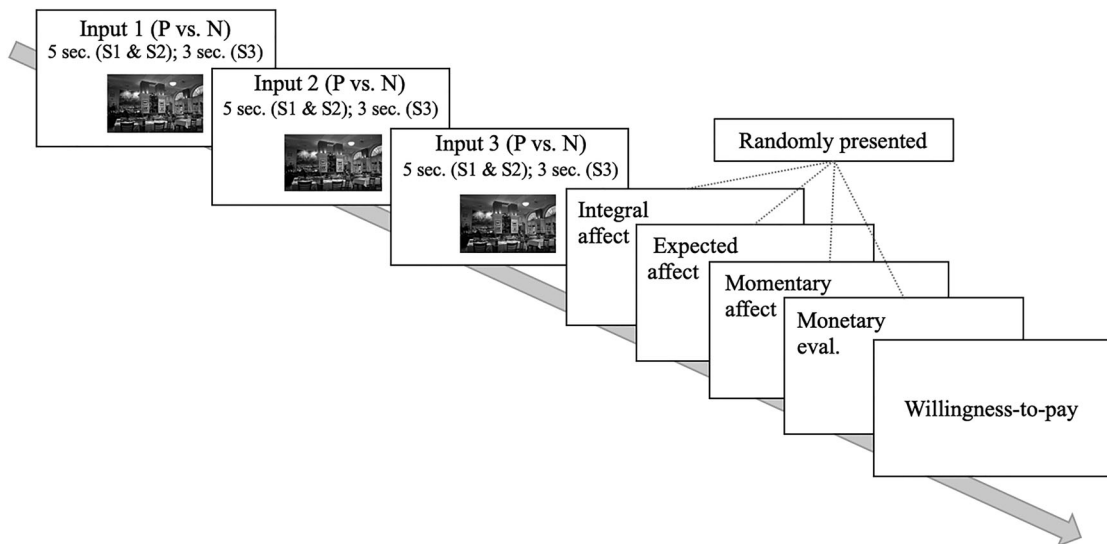 Input 1 (P vs. N)
5 sec. (S1 & S2); 3 sec. (S3)
Input 2 (P vs. N)
5 sec. (S1 & S2); 3 sec. (S3)
Input 3 (P vs. N)
5 sec. (S1 & S2); 3 sec. (S3)
Randomly presented
Integral
affect
Expected
affect
Momentary
affect
Monetary
eval.
Willingness-to-pay